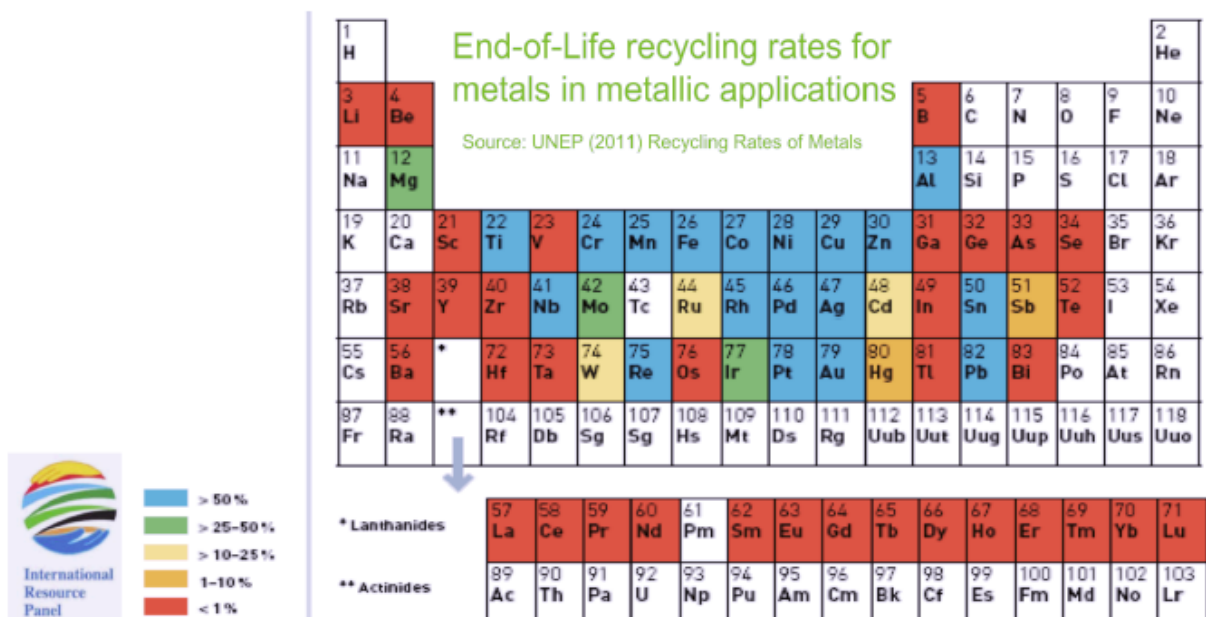 1 2
H He
End-of-Life recycling rates for
metals in metallic applications
Source: UNEP (2011) Recycling Rates of Metals
3 4 5 6 7 8 9 10
Li Be B C N O F Ne
11 12 13 14 15 16 17 18
Na Mg Al Si P S Cl Ar
19 20 21 22 23 24 25 26 27 28 29 30 31 32 33 34 35 36
K Ca Sc Ti V Cr Mn Fe Co Ni Cu Zn Ga Ge As Se Br Kr
37 38 39 40 41 42 43 44 45 46 47 48 49 50 51 52 53 54
Rb Sr Y Zr Nb Mo Tc Ru Rh Pd Ag Cd In Sn Sb Te I Xe
55 56 * 72 73 74 75 76 77 78 79 80 81 82 83 84 85 86
Cs Ba Hf Ta W Re Os Ir Pt Au Hg Tl Pb Bi Po At Rn
87 88 ** 104 105 106 107 108 109 110 111 112 113 114 115 116 117 118
Fr Ra Rf Db Sg Sg Hs Mt Ds Rg Uub Uut Uug Uup Uuh Uus Uuo
International
Resource
Panel
> 50 %
> 25–50 %
> 10–25 %
1–10 %
< 1 %
* Lanthanides
57 58 59 60 61 62 63 64 65 66 67 68 69 70 71
La Ce Pr Nd Pm Sm Eu Gd Tb Dy Ho Er Tm Yb Lu
** Actinides
89 90 91 92 93 94 95 96 97 98 99 100 101 102 103
Ac Th Pa U Np Pu Am Cm Bk Cf Es Fm Md No Lr